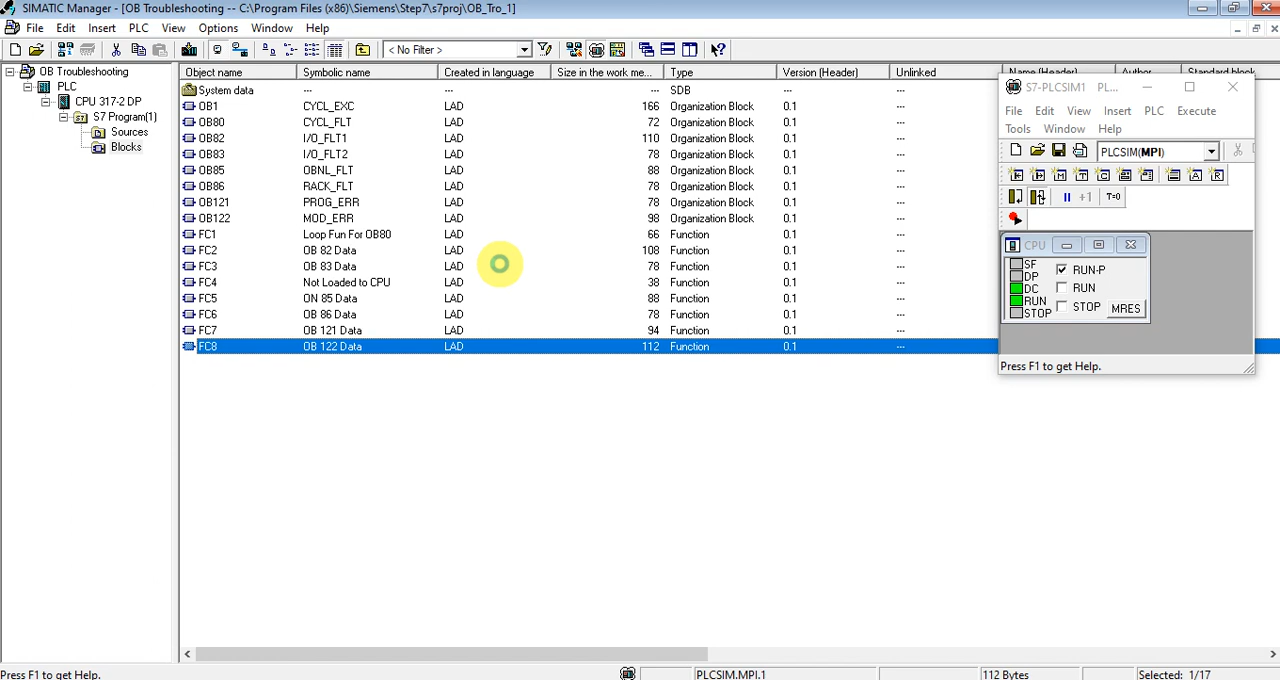 SIMATIC Manager - [OB Troubleshooting -- C:\Program Files (x86)\Siemens\Step7\s7proj\OB_Tro_1]
File Edit Insert PLC View Options Window Help
< No Filter >
OB Troubleshooting
PLC
CPU 317-2 DP
S7 Program(1)
Sources
Blocks
Object name Symbolic name Created in language Size in the work me... Type Version (Header) Unlinked Name (Header) Author Standard block
System data --- --- --- SDB --- ---
OB1 CYCL_EXC LAD 166 Organization Block 0.1 ---
OB80 CYCL_FLT LAD 72 Organization Block 0.1 ---
OB82 I/O_FLT1 LAD 110 Organization Block 0.1 ---
OB83 I/O_FLT2 LAD 78 Organization Block 0.1 ---
OB85 OBNL_FLT LAD 88 Organization Block 0.1 ---
OB86 RACK_FLT LAD 78 Organization Block 0.1 ---
OB121 PROG_ERR LAD 78 Organization Block 0.1 ---
OB122 MOD_ERR LAD 98 Organization Block 0.1 ---
FC1 Loop Fun For OB80 LAD 66 Function 0.1 ---
FC2 OB 82 Data LAD 108 Function 0.1 ---
FC3 OB 83 Data LAD 78 Function 0.1 ---
FC4 Not Loaded to CPU LAD 38 Function 0.1 ---
FC5 ON 85 Data LAD 88 Function 0.1 ---
FC6 OB 86 Data LAD 78 Function 0.1 ---
FC7 OB 121 Data LAD 94 Function 0.1 ---
FC8 OB 122 Data LAD 112 Function 0.1 ---
S7-PLCSIM1 PL...
File Edit View Insert PLC Execute
Tools Window Help
PLCSIM(MPI)
+1 T=0
CPU
SF
DP
DC
RUN
STOP
RUN-P
RUN
STOP
MRES
Press F1 to get Help.
Press F1 to get Help. PLCSIM.MPI.1 112 Bytes Selected: 1/17